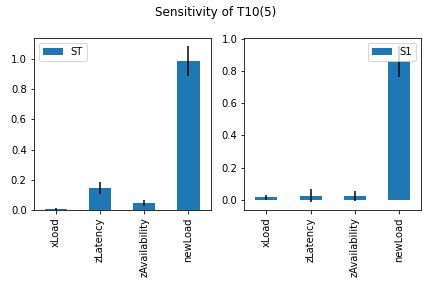 Sensitivity of T10(5)
ST
1.0
0.8
0.6
0.4
0.2
0.0
xLoad
zLatency
zAvailability
newLoad
S1
1.0
0.8
0.6
0.4
0.2
0.0
xLoad
zLatency
zAvailability
newLoad